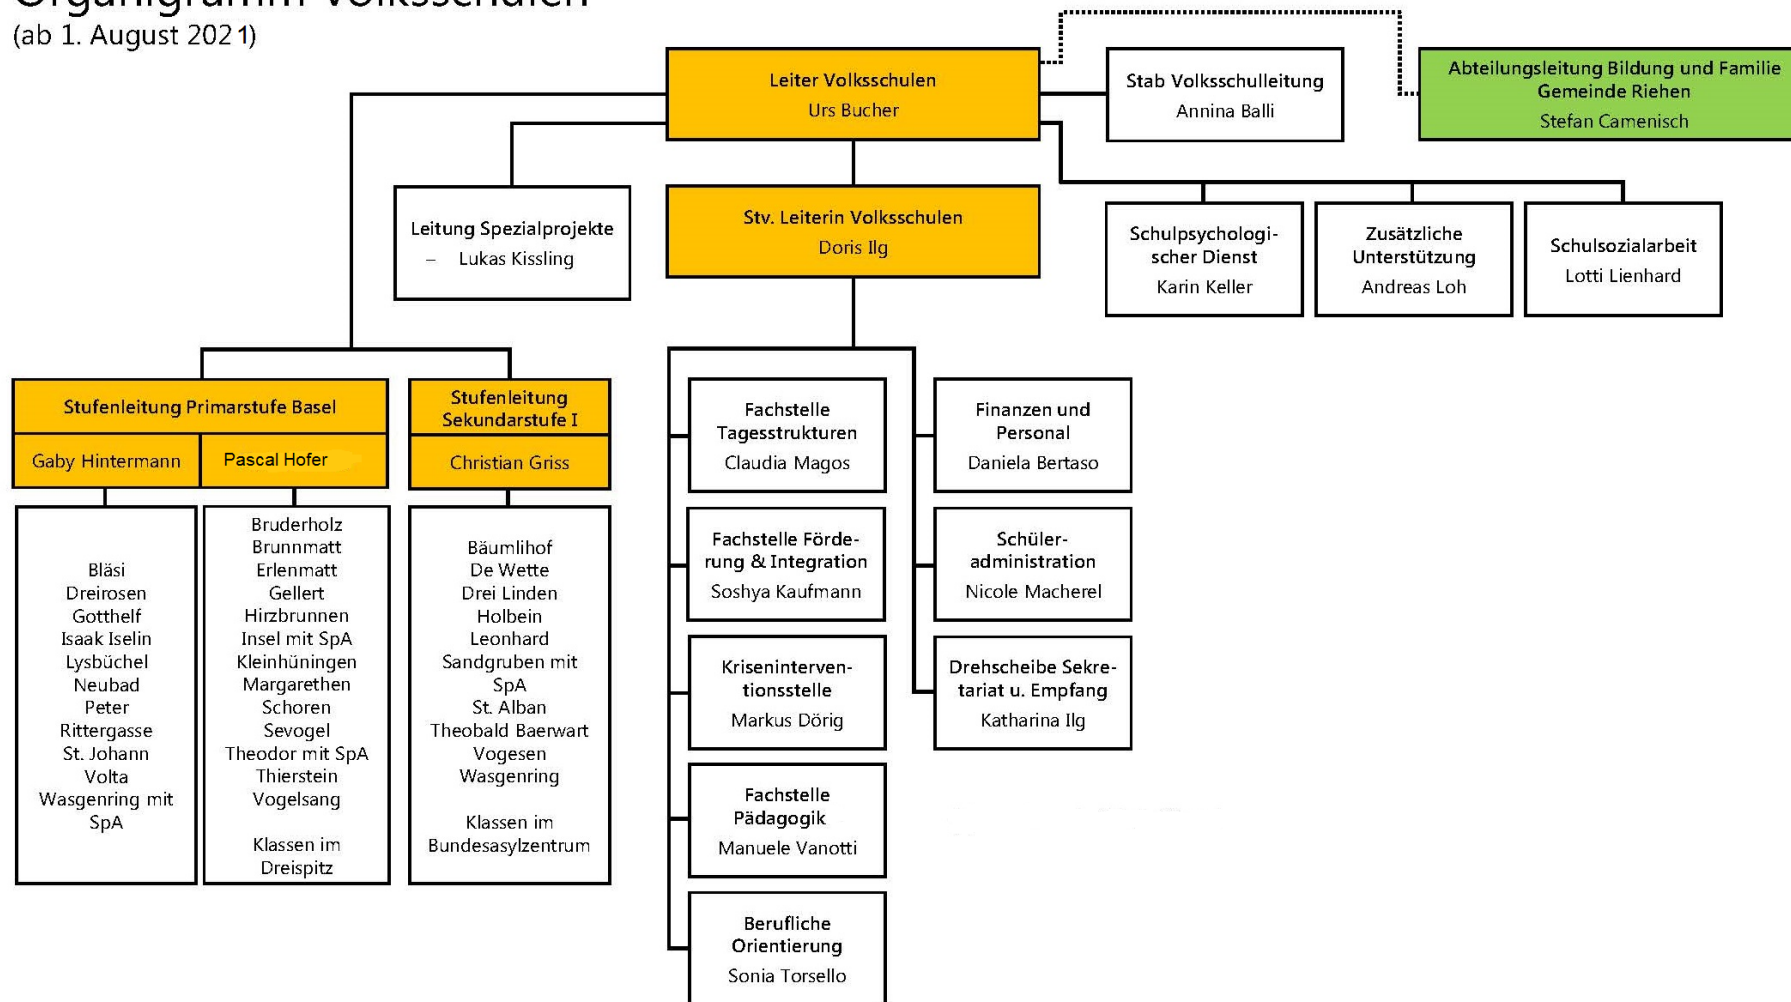 Organigramm Volksschulen
(ab 1. August 2021)
Leiter Volksschulen
Urs Bucher
Stab Volksschulleitung
Annina Balli
Abteilungsleitung Bildung und Familie
Gemeinde Riehen
Stefan Camenisch
Leitung Spezialprojekte
– Lukas Kissling
Stv. Leiterin Volksschulen
Doris Ilg
Schulpsychologi-
scher Dienst
Karin Keller
Zusätzliche
Unterstützung
Andreas Loh
Schulsozialarbeit
Lotti Lienhard
Stufenleitung Primarstufe Basel
Gaby Hintermann
Pascal Hofer
Stufenleitung
Sekundarstufe I
Christian Griss
Bläsi
Dreirosen
Gotthelf
Isaak Iselin
Lysbüchel
Neubad
Peter
Rittergasse
St. Johann
Volta
Wasgenring mit
SpA
Bruderholz
Brunnmatt
Erlenmatt
Gellert
Hirzbrunnen
Insel mit SpA
Kleinhüningen
Margarethen
Schoren
Sevogel
Theodor mit SpA
Thierstein
Vogelsang
Klassen im
Dreispitz
Bäumlihof
De Wette
Drei Linden
Holbein
Leonhard
Sandgruben mit
SpA
St. Alban
Theobald Baerwart
Vogesen
Wasgenring
Klassen im
Bundesasylzentrum
Fachstelle
Tagesstrukturen
Claudia Magos
Fachstelle Förde-
rung & Integration
Soshya Kaufmann
Kriseninterven-
tionsstelle
Markus Dörig
Fachstelle
Pädagogik
Manuele Vanotti
Berufliche
Orientierung
Sonia Torsello
Finanzen und
Personal
Daniela Bertaso
Schüler-
administration
Nicole Macherel
Drehscheibe Sekre-
tariat u. Empfang
Katharina Ilg